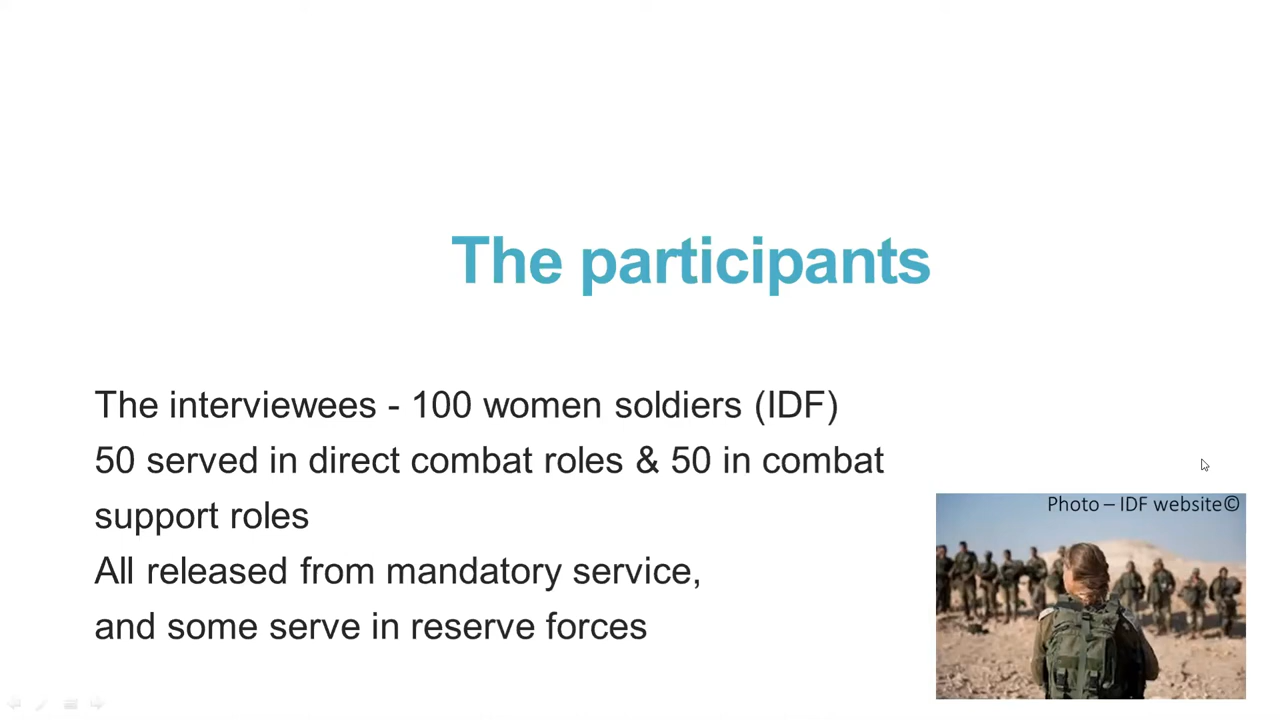 The participants
The interviewees - 100 women soldiers (IDF)
50 served in direct combat roles & 50 in combat
support roles
All released from mandatory service,
and some serve in reserve forces
Photo – IDF website©